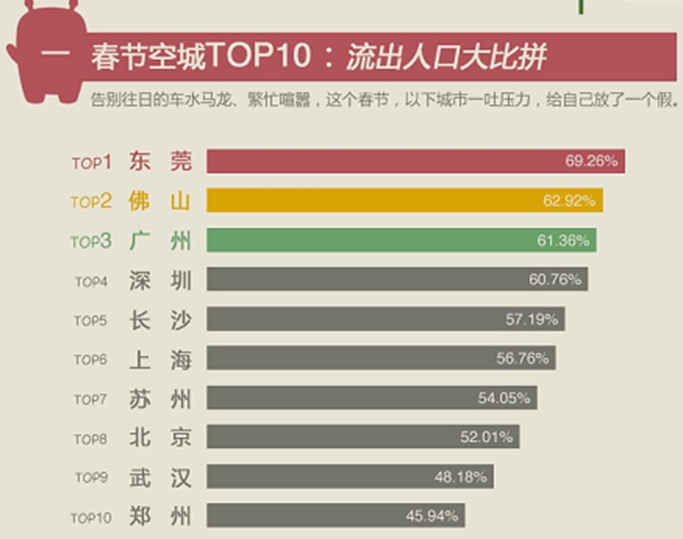 一 春节空城TOP10：流出人口大比拼
告别往日的车水马龙、繁忙喧嚣，这个春节，以下城市一吐压力，给自己放了一个假。
TOP1 东莞 69.26%
TOP2 佛山 62.92%
TOP3 广州 61.36%
TOP4 深圳 60.76%
TOP5 长沙 57.19%
TOP6 上海 56.76%
TOP7 苏州 54.05%
TOP8 北京 52.01%
TOP9 武汉 48.18%
TOP10 郑州 45.94%